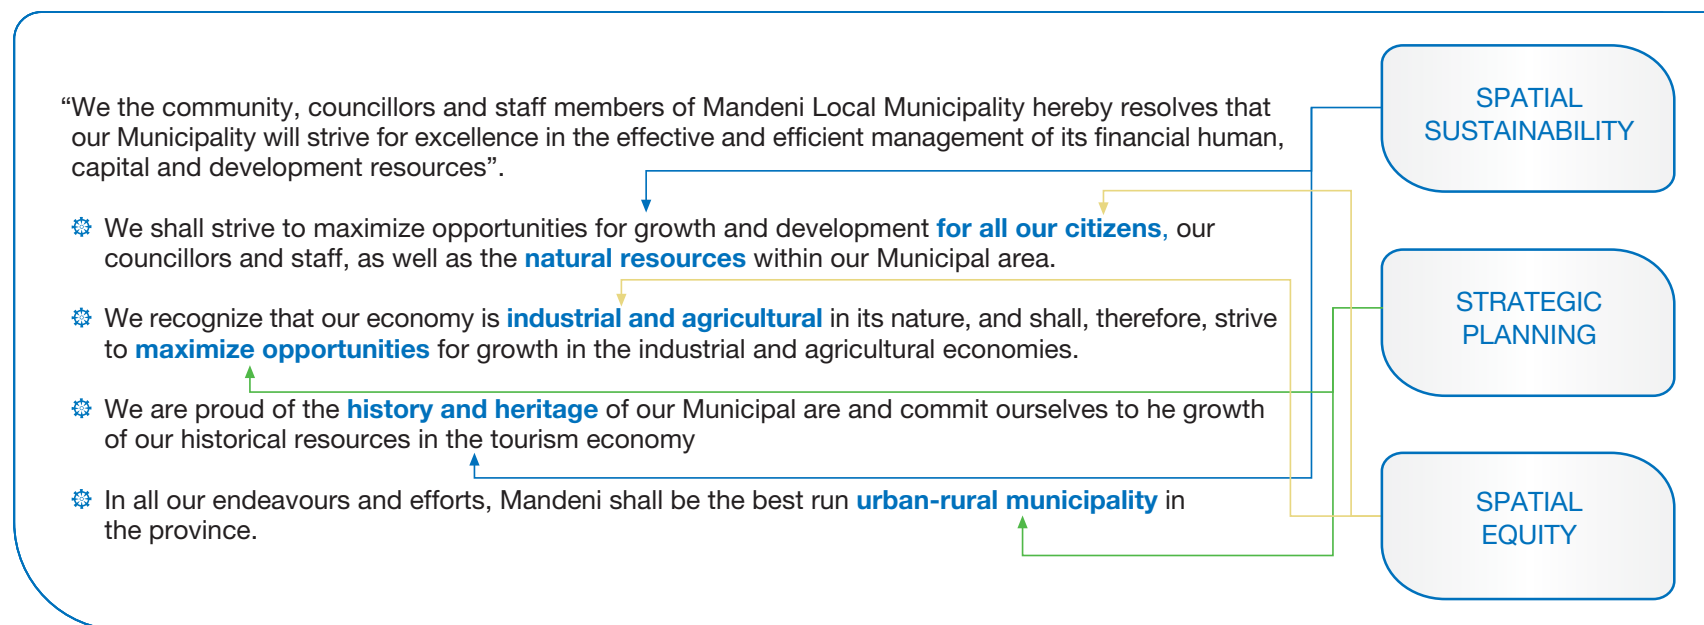 “We the community, councillors and staff members of Mandeni Local Municipality hereby resolves that
our Municipality will strive for excellence in the effective and efficient management of its financial human,
capital and development resources”.
We shall strive to maximize opportunities for growth and development for all our citizens, our
councillors and staff, as well as the natural resources within our Municipal area.
We recognize that our economy is industrial and agricultural in its nature, and shall, therefore, strive
to maximize opportunities for growth in the industrial and agricultural economies.
We are proud of the history and heritage of our Municipal are and commit ourselves to he growth
of our historical resources in the tourism economy
In all our endeavours and efforts, Mandeni shall be the best run urban-rural municipality in
the province.
SPATIAL
SUSTAINABILITY
STRATEGIC
PLANNING
SPATIAL
EQUITY